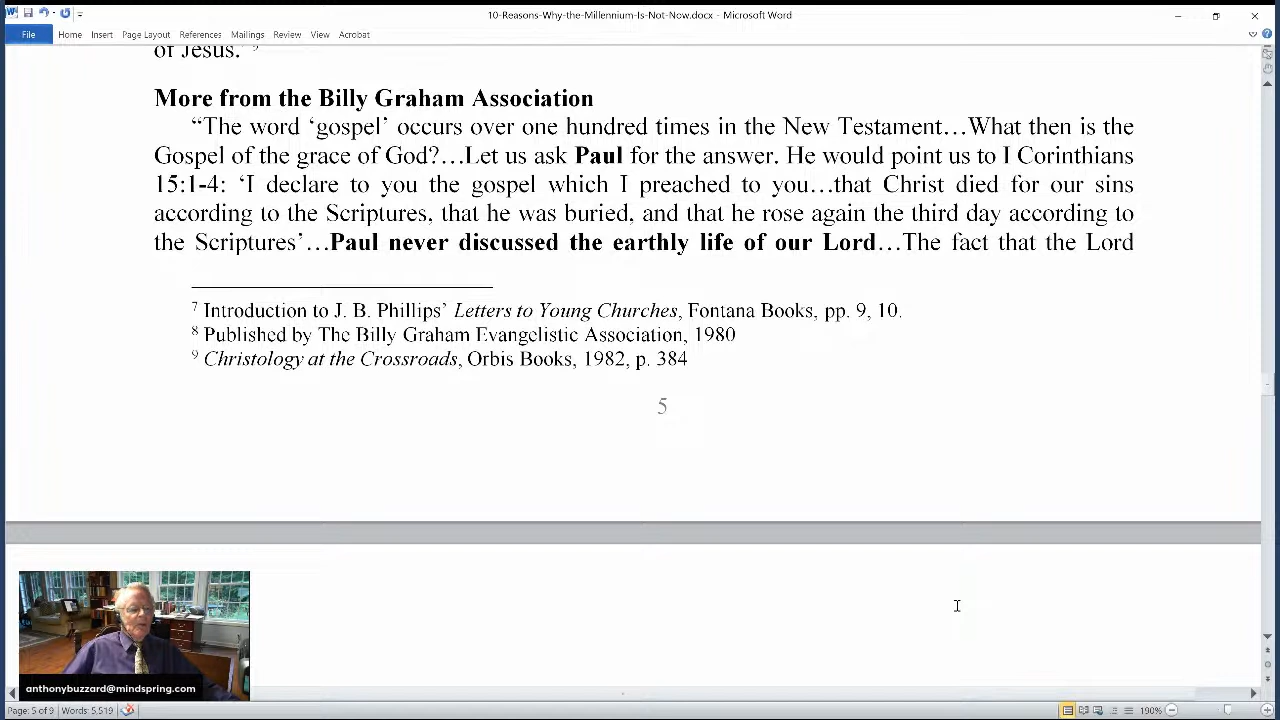 10-Reasons-Why-the-Millennium-Is-Not-Now.docx - Microsoft Word
File Home Insert Page Layout References Mailings Review View Acrobat
of Jesus.” 9
More from the Billy Graham Association
“The word ‘gospel’ occurs over one hundred times in the New Testament…What then is the
Gospel of the grace of God?…Let us ask Paul for the answer. He would point us to I Corinthians
15:1-4: ‘I declare to you the gospel which I preached to you…that Christ died for our sins
according to the Scriptures, that he was buried, and that he rose again the third day according to
the Scriptures’…Paul never discussed the earthly life of our Lord…The fact that the Lord
7 Introduction to J. B. Phillips’ Letters to Young Churches, Fontana Books, pp. 9, 10.
8 Published by The Billy Graham Evangelistic Association, 1980
9 Christology at the Crossroads, Orbis Books, 1982, p. 384
5
anthonybuzzard@mindspring.com
Page: 5 of 9 Words: 5,519 190%